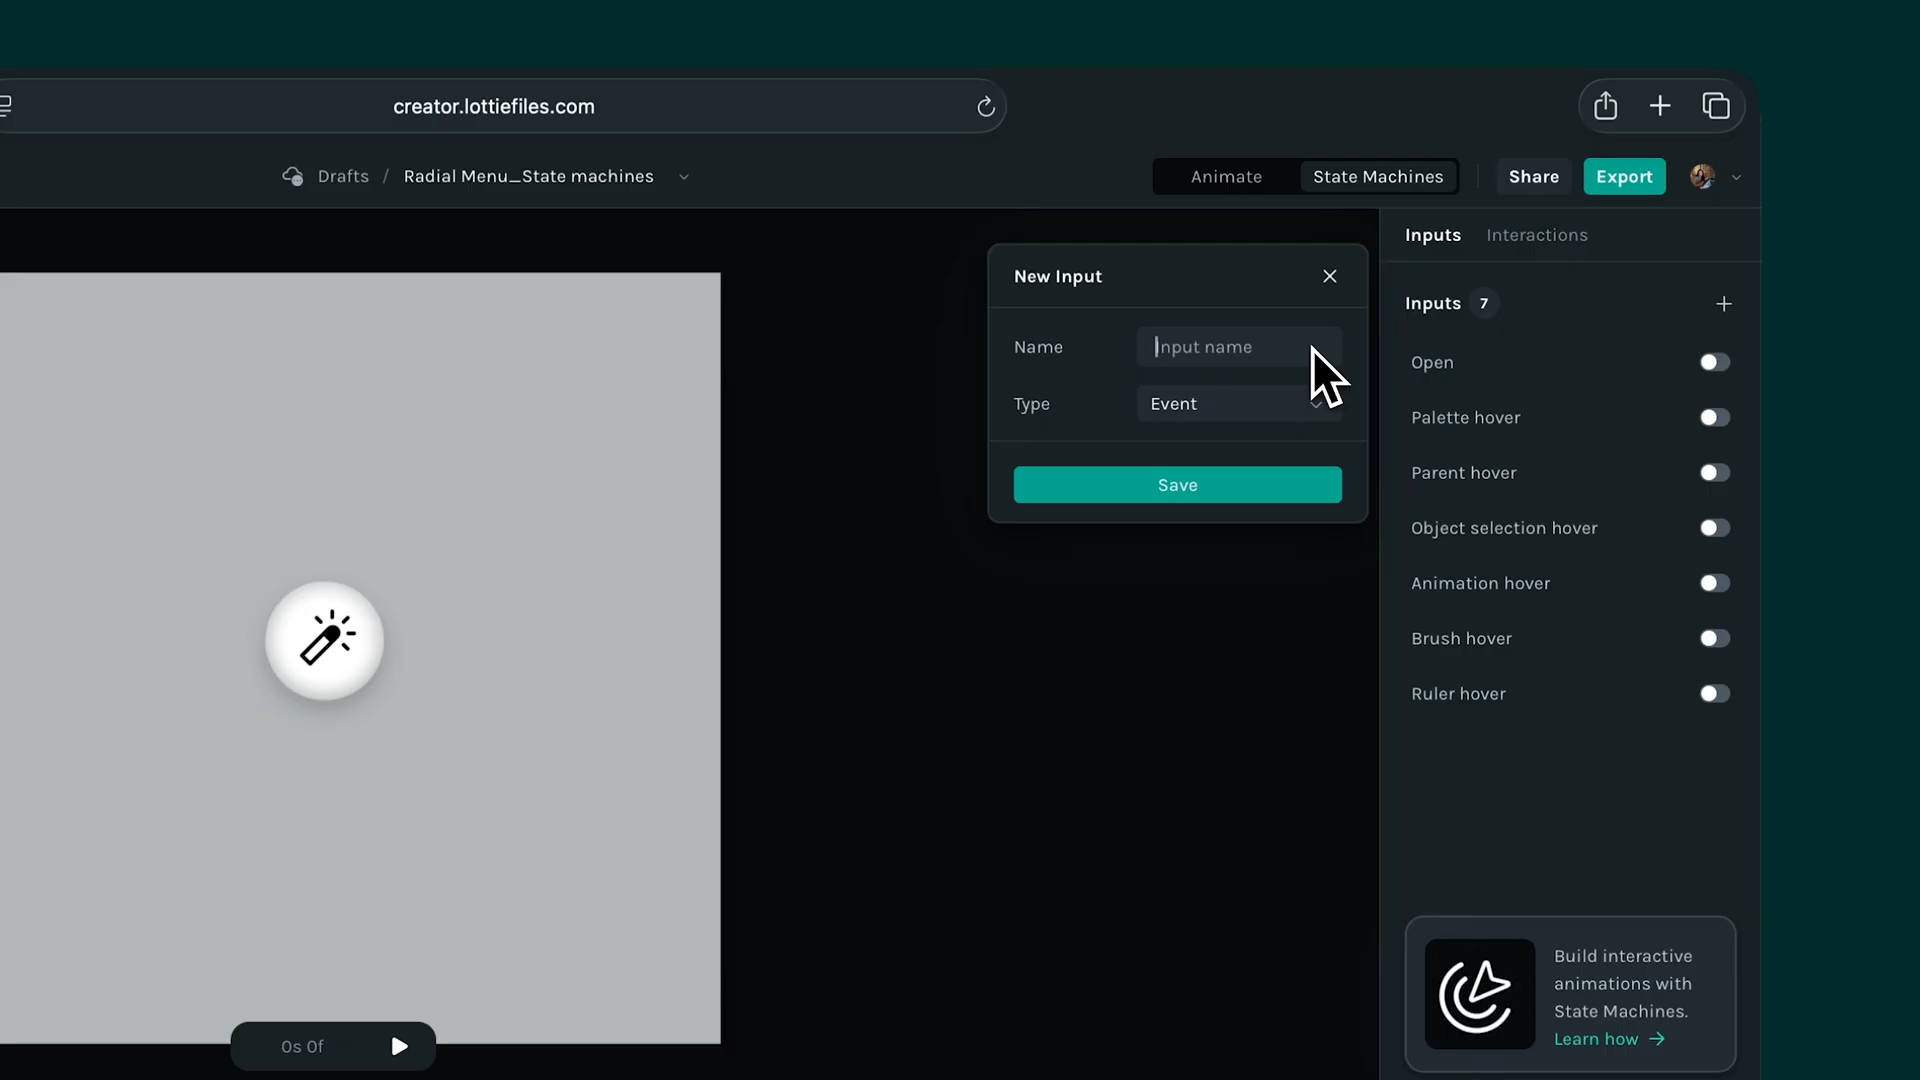 creator.lottiefiles.com
Drafts / Radial Menu_State machines
Animate
State Machines
Share
Export
Inputs
Interactions
New Input
Name
Input name
Type
Event
Save
Inputs 7
Open
Palette hover
Parent hover
Object selection hover
Animation hover
Brush hover
Ruler hover
Build interactive
animations with
State Machines.
Learn how →
0s 0f